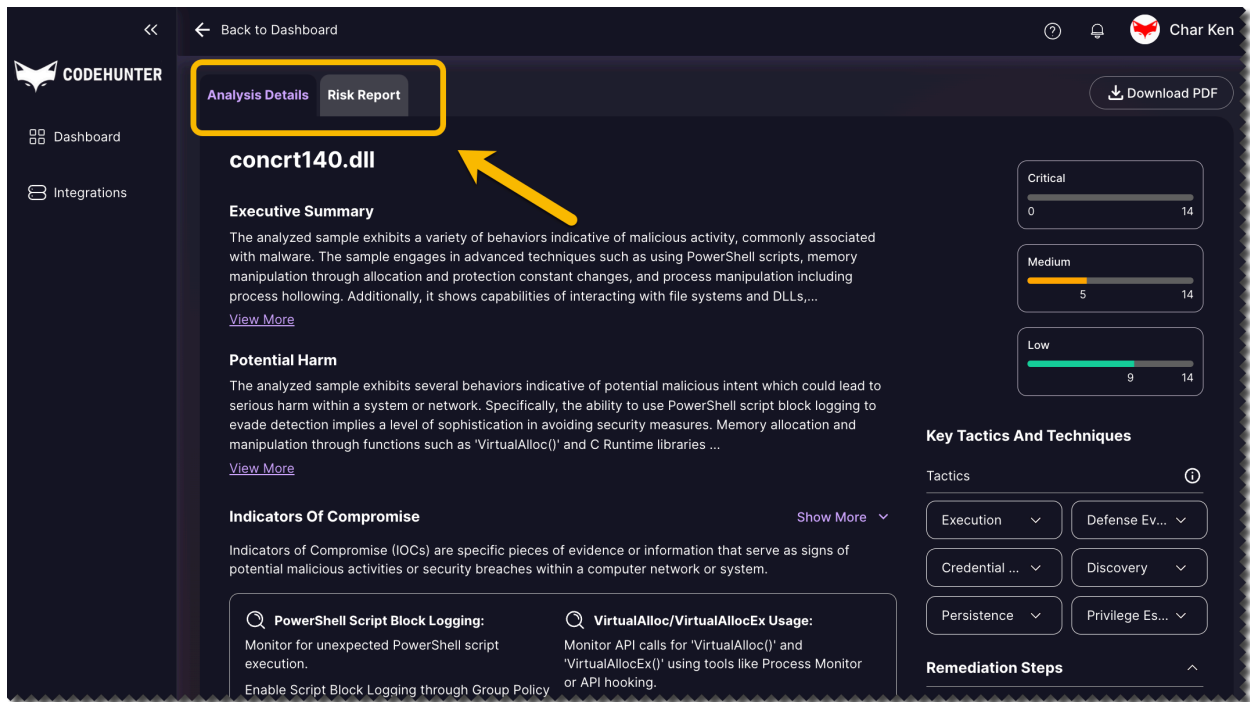 Back to Dashboard
Char Ken
CODEHUNTER
Dashboard
Integrations
Analysis Details
Risk Report
Download PDF
concrt140.dll
Executive Summary
The analyzed sample exhibits a variety of behaviors indicative of malicious activity, commonly associated
with malware. The sample engages in advanced techniques such as using PowerShell scripts, memory
manipulation through allocation and protection constant changes, and process manipulation including
process hollowing. Additionally, it shows capabilities of interacting with file systems and DLLs,...
View More
Potential Harm
The analyzed sample exhibits several behaviors indicative of potential malicious intent which could lead to
serious harm within a system or network. Specifically, the ability to use PowerShell script block logging to
evade detection implies a level of sophistication in avoiding security measures. Memory allocation and
manipulation through functions such as 'VirtualAlloc()' and C Runtime libraries ...
View More
Indicators Of Compromise
Show More
Indicators of Compromise (IOCs) are specific pieces of evidence or information that serve as signs of
potential malicious activities or security breaches within a computer network or system.
PowerShell Script Block Logging:
Monitor for unexpected PowerShell script
execution.
Enable Script Block Logging through Group Policy
VirtualAlloc/VirtualAllocEx Usage:
Monitor API calls for 'VirtualAlloc()' and
'VirtualAllocEx()' using tools like Process Monitor
or API hooking.
Critical
0 14
Medium
5 14
Low
9 14
Key Tactics And Techniques
Tactics
Execution
Defense Ev...
Credential ...
Discovery
Persistence
Privilege Es...
Remediation Steps